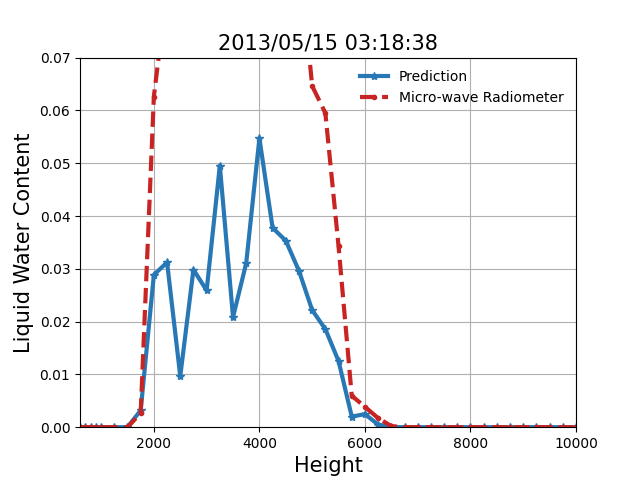 2013/05/15 03:18:38
0.07
0.06
0.05
0.04
0.03
0.02
0.01
0.00
Liquid Water Content
Prediction
Micro-wave Radiometer
2000 4000 6000 8000 10000
Height